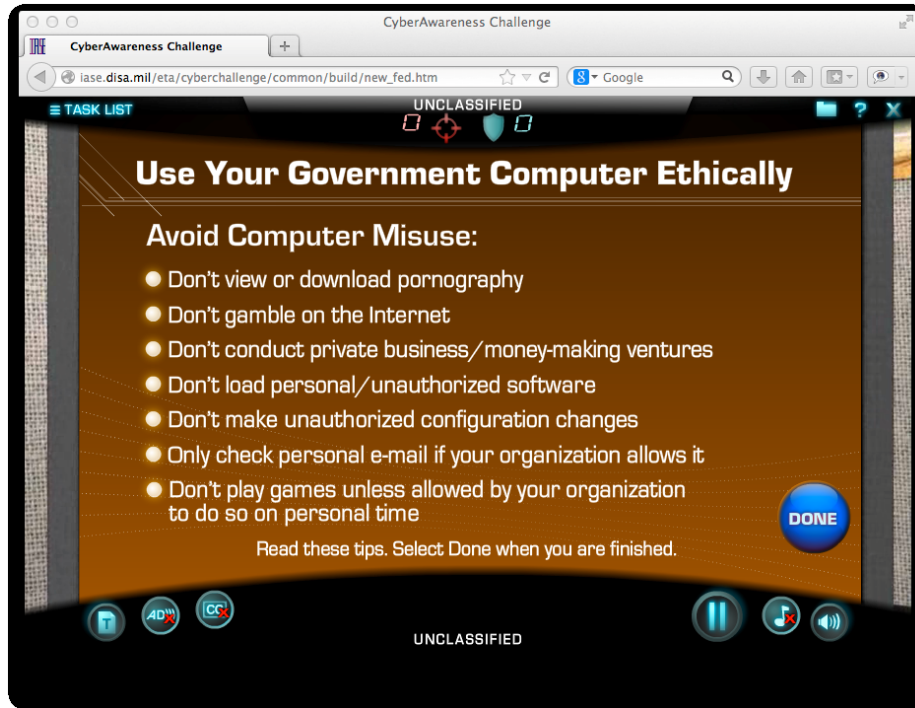 CyberAwareness Challenge
CyberAwareness Challenge
iase.disa.mil/eta/cyberchallenge/common/build/new_fed.htm
Google
TASK LIST
UNCLASSIFIED
0 0
?
X
Use Your Government Computer Ethically
Avoid Computer Misuse:
Don't view or download pornography
Don't gamble on the Internet
Don't conduct private business/money-making ventures
Don't load personal/unauthorized software
Don't make unauthorized configuration changes
Only check personal e-mail if your organization allows it
Don't play games unless allowed by your organization
to do so on personal time
DONE
Read these tips. Select Done when you are finished.
T
AD
CC
UNCLASSIFIED